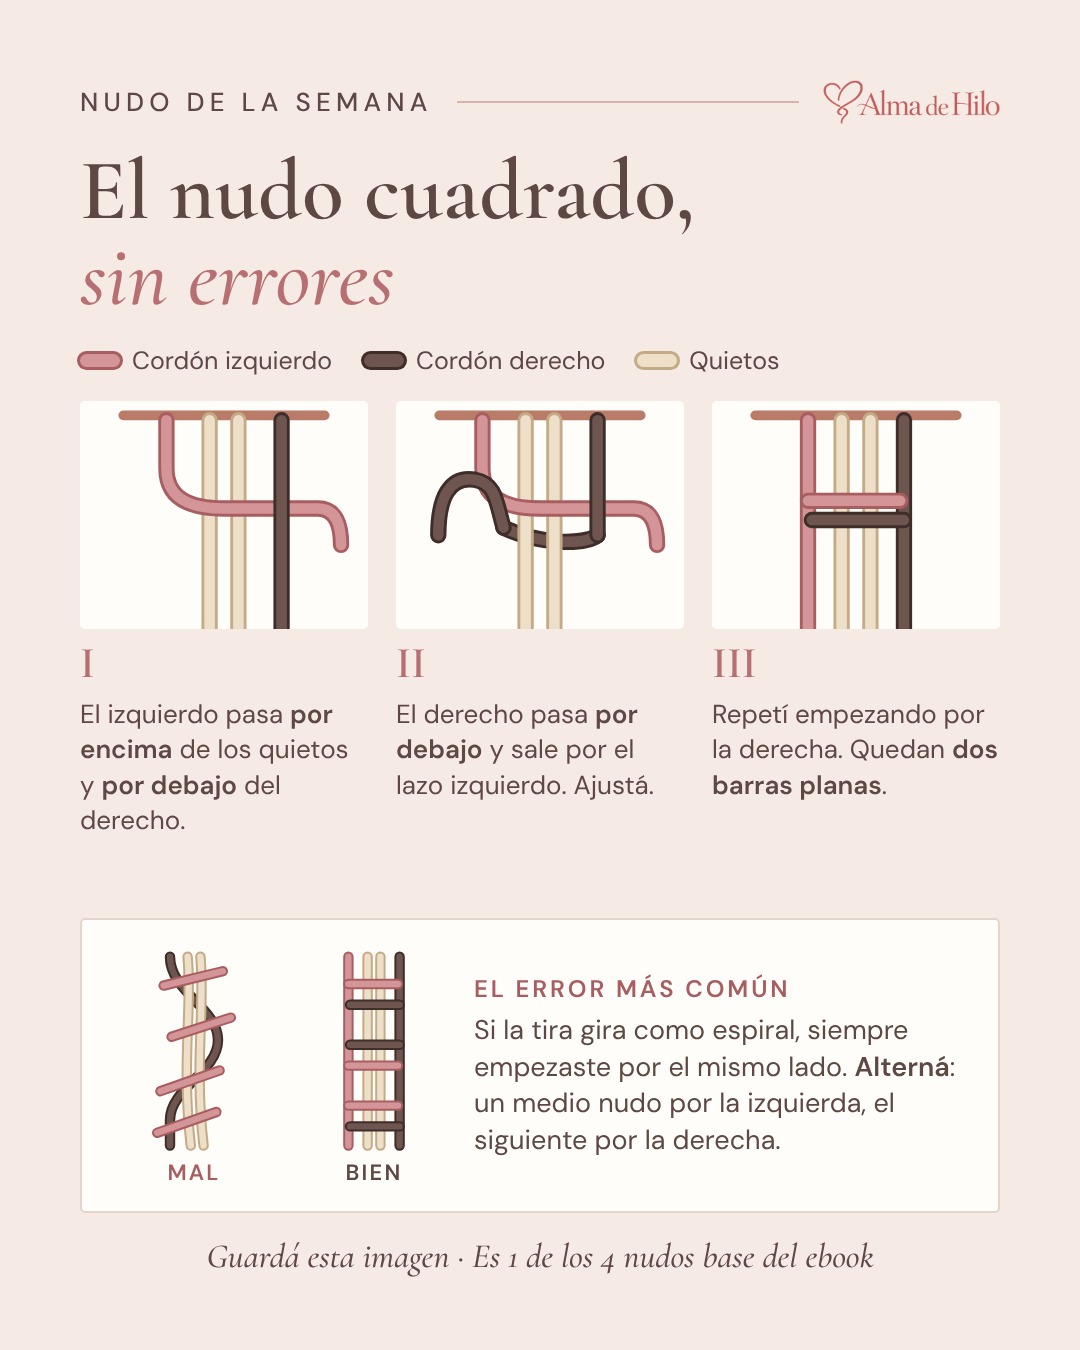 NUDO DE LA SEMANA
Alma de Hilo
El nudo cuadrado,
sin errores
Cordón izquierdo
Cordón derecho
Quietos
I
El izquierdo pasa por
encima de los quietos
y por debajo del
derecho.
II
El derecho pasa por
debajo y sale por el
lazo izquierdo. Ajustá.
III
Repetí empezando por
la derecha. Quedan dos
barras planas.
MAL
BIEN
EL ERROR MÁS COMÚN
Si la tira gira como espiral, siempre
empezaste por el mismo lado. Alterná:
un medio nudo por la izquierda, el
siguiente por la derecha.
Guardá esta imagen · Es 1 de los 4 nudos base del ebook